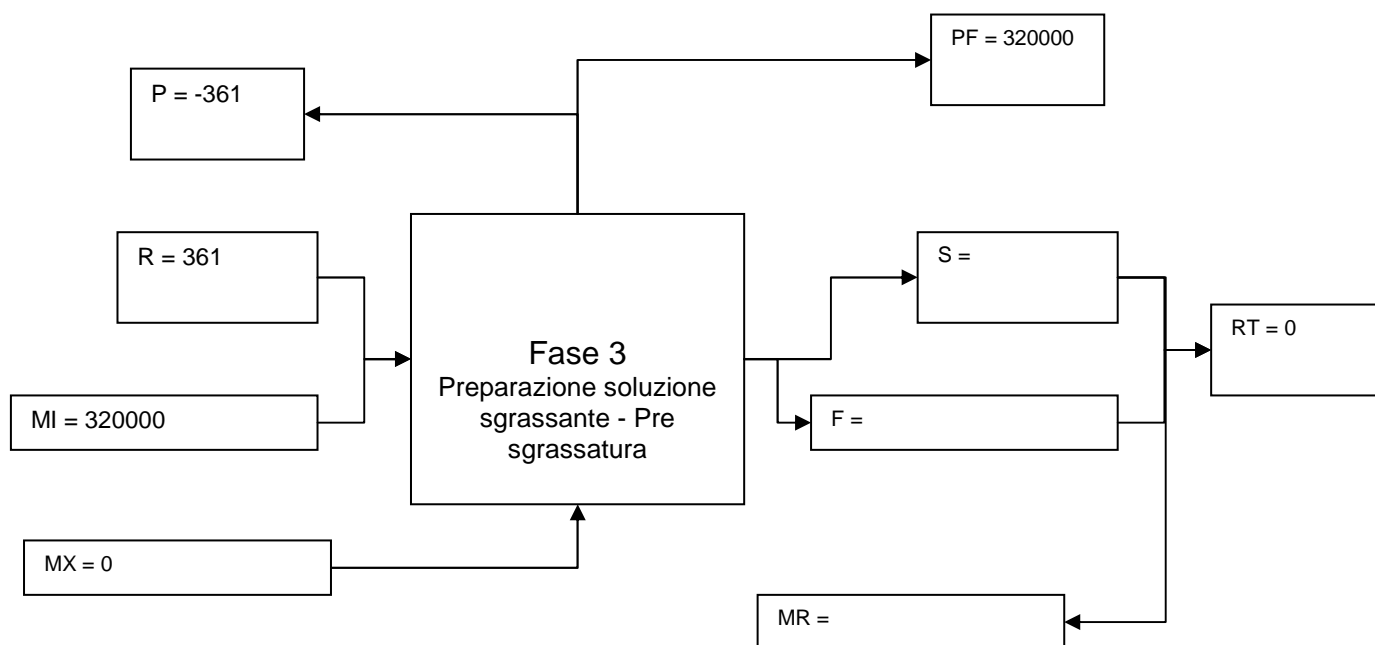 PF = 320000
P = -361
R = 361
S =
RT = 0
Fase 3
Preparazione soluzione
sgrassante - Pre
sgrassatura
MI = 320000
F =
MX = 0
MR =